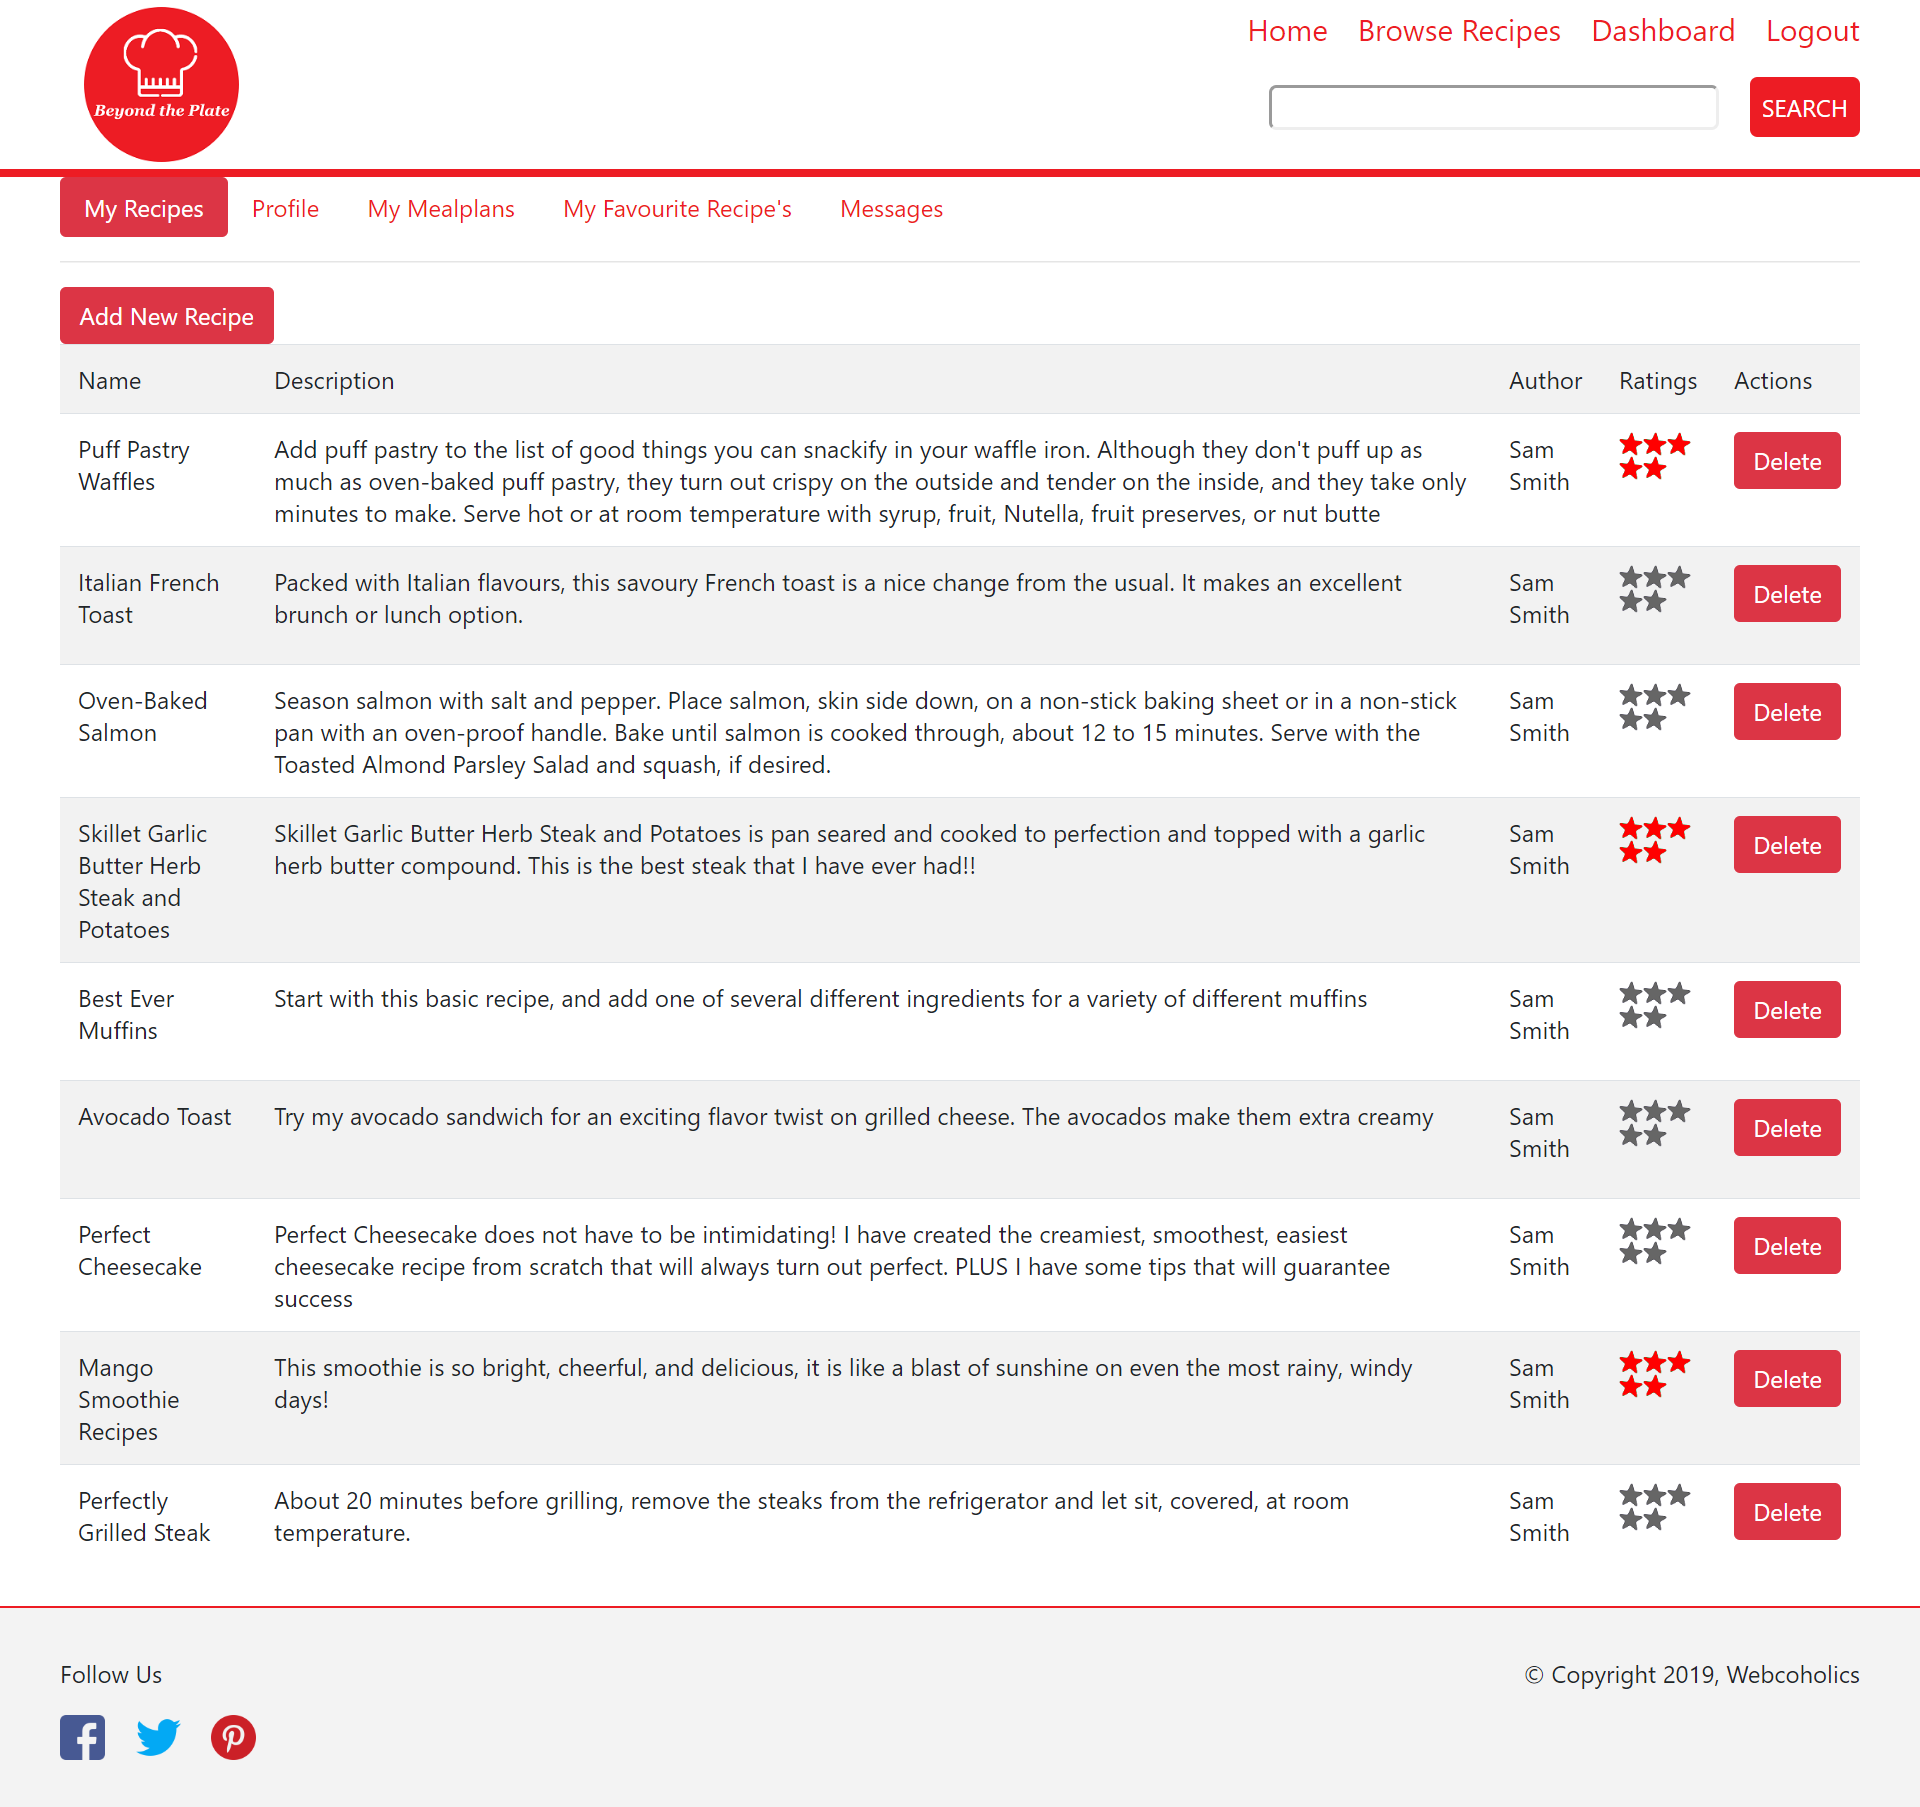 Beyond the Plate
Home Browse Recipes Dashboard Logout
SEARCH
My Recipes Profile My Mealplans My Favourite Recipe's Messages
Add New Recipe
Name Description Author Ratings Actions
Puff Pastry Add puff pastry to the list of good things you can snackify in your waffle iron. Although they don't puff up as Sam Delete
Waffles much as oven-baked puff pastry, they turn out crispy on the outside and tender on the inside, and they take only Smith
minutes to make. Serve hot or at room temperature with syrup, fruit, Nutella, fruit preserves, or nut butte
Italian French Packed with Italian flavours, this savoury French toast is a nice change from the usual. It makes an excellent Sam Delete
Toast brunch or lunch option. Smith
Oven-Baked Season salmon with salt and pepper. Place salmon, skin side down, on a non-stick baking sheet or in a non-stick Sam Delete
Salmon pan with an oven-proof handle. Bake until salmon is cooked through, about 12 to 15 minutes. Serve with the Smith
Toasted Almond Parsley Salad and squash, if desired.
Skillet Garlic Skillet Garlic Butter Herb Steak and Potatoes is pan seared and cooked to perfection and topped with a garlic Sam Delete
Butter Herb herb butter compound. This is the best steak that I have ever had!! Smith
Steak and
Potatoes
Best Ever Start with this basic recipe, and add one of several different ingredients for a variety of different muffins Sam Delete
Muffins Smith
Avocado Toast Try my avocado sandwich for an exciting flavor twist on grilled cheese. The avocados make them extra creamy Sam Delete
Smith
Perfect Perfect Cheesecake does not have to be intimidating! I have created the creamiest, smoothest, easiest Sam Delete
Cheesecake cheesecake recipe from scratch that will always turn out perfect. PLUS I have some tips that will guarantee Smith
success
Mango This smoothie is so bright, cheerful, and delicious, it is like a blast of sunshine on even the most rainy, windy Sam Delete
Smoothie days! Smith
Recipes
Perfectly About 20 minutes before grilling, remove the steaks from the refrigerator and let sit, covered, at room Sam Delete
Grilled Steak temperature. Smith
Follow Us © Copyright 2019, Webcoholics